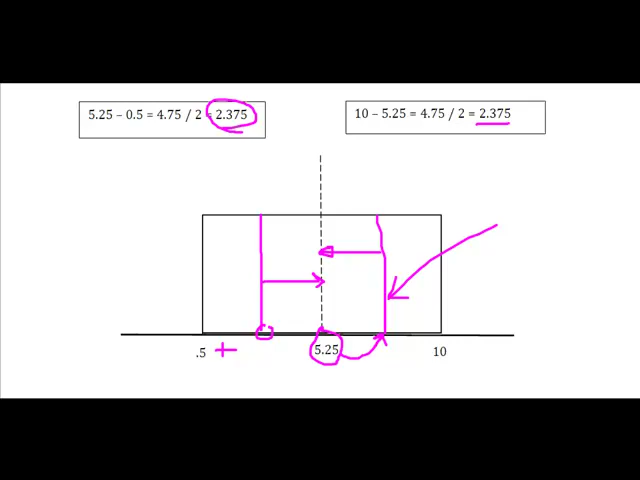 5.25 – 0.5 = 4.75 / 2 = 2.375
10 – 5.25 = 4.75 / 2 = 2.375
.5 + 5.25 10